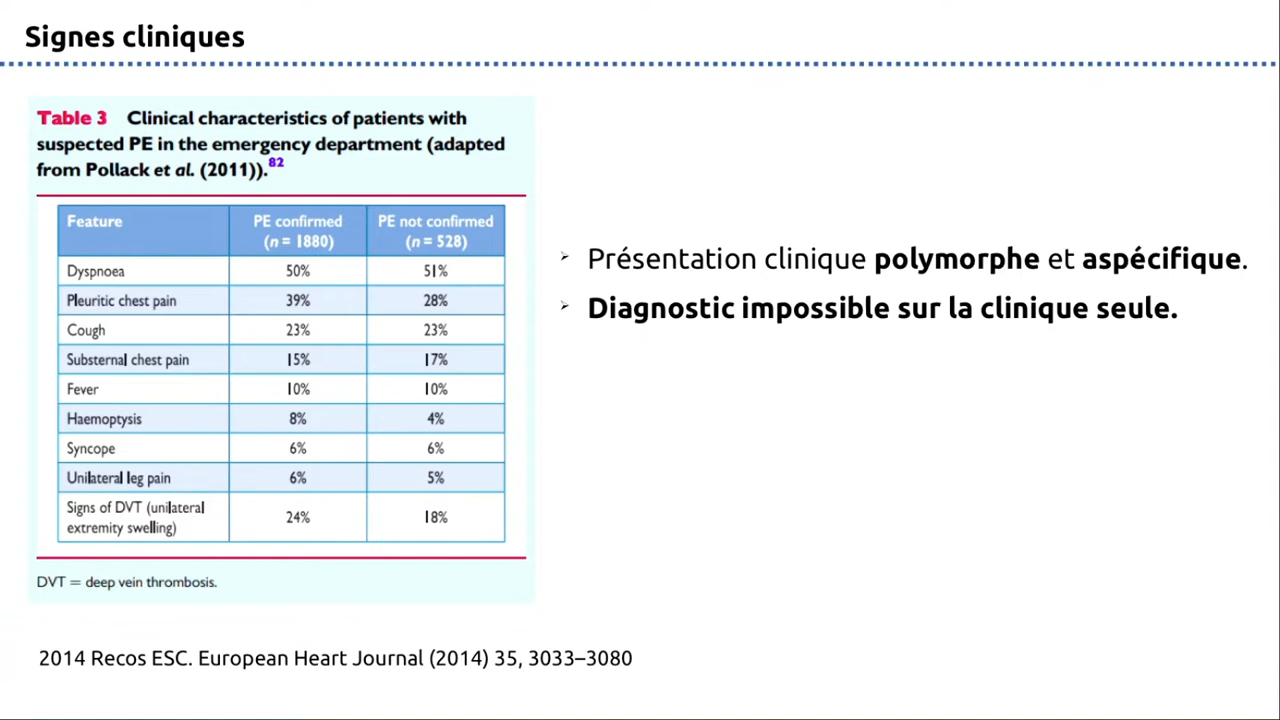 Signes cliniques
Table 3 Clinical characteristics of patients with
suspected PE in the emergency department (adapted
from Pollack et al. (2011)).82
Feature PE confirmed (n = 1880) PE not confirmed (n = 528)
Dyspnoea 50% 51%
Pleuritic chest pain 39% 28%
Cough 23% 23%
Substernal chest pain 15% 17%
Fever 10% 10%
Haemoptysis 8% 4%
Syncope 6% 6%
Unilateral leg pain 6% 5%
Signs of DVT (unilateral extremity swelling) 24% 18%
DVT = deep vein thrombosis.
➢ Présentation clinique polymorphe et aspécifique.
➢ Diagnostic impossible sur la clinique seule.
2014 Recos ESC. European Heart Journal (2014) 35, 3033–3080